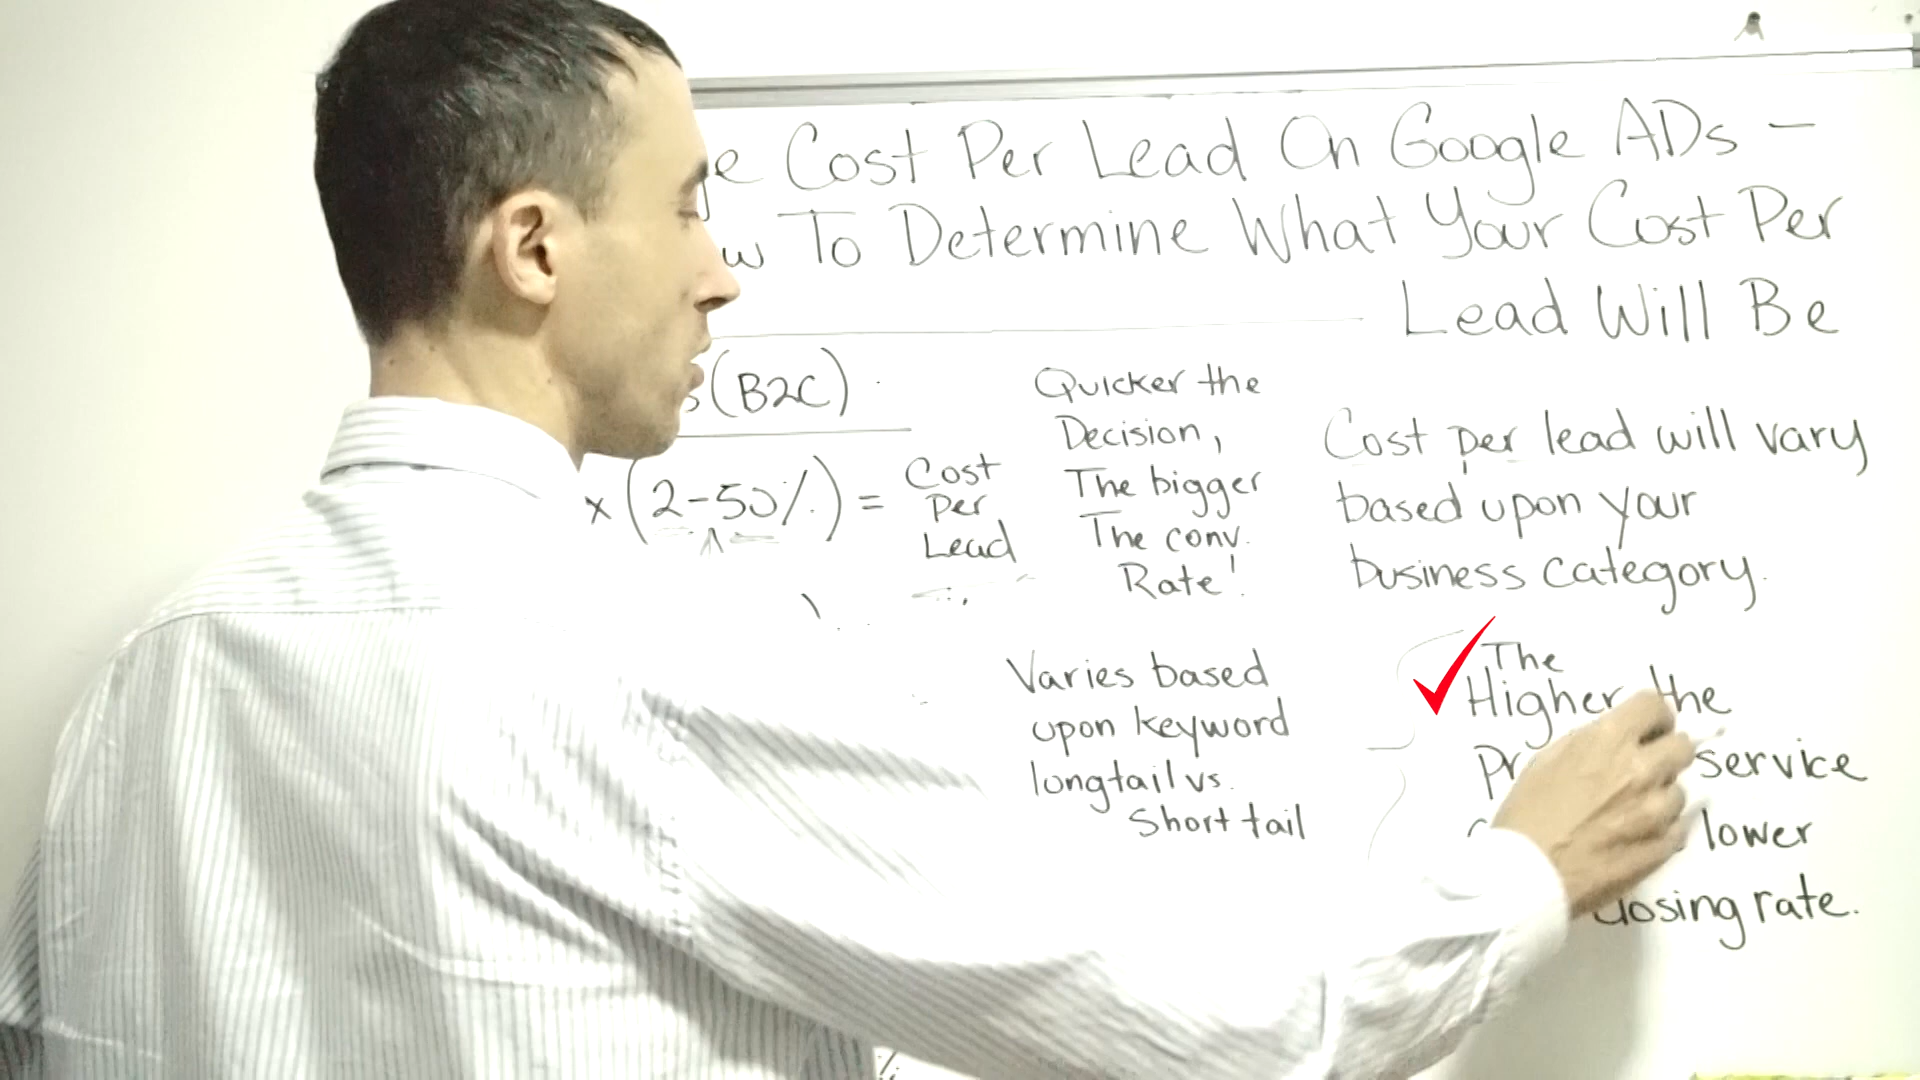 Cost Per Lead On Google ADs –
To Determine What Your Cost Per
Lead Will Be
(B2C)
x (2-50%) =
Cost
Per
Lead
Quicker the
Decision,
The bigger
The conv.
Rate!
Cost per lead will vary
based upon your
business category.
Varies based
upon keyword
longtail vs.
Short tail
The
Higher the
service
lower
closing rate.